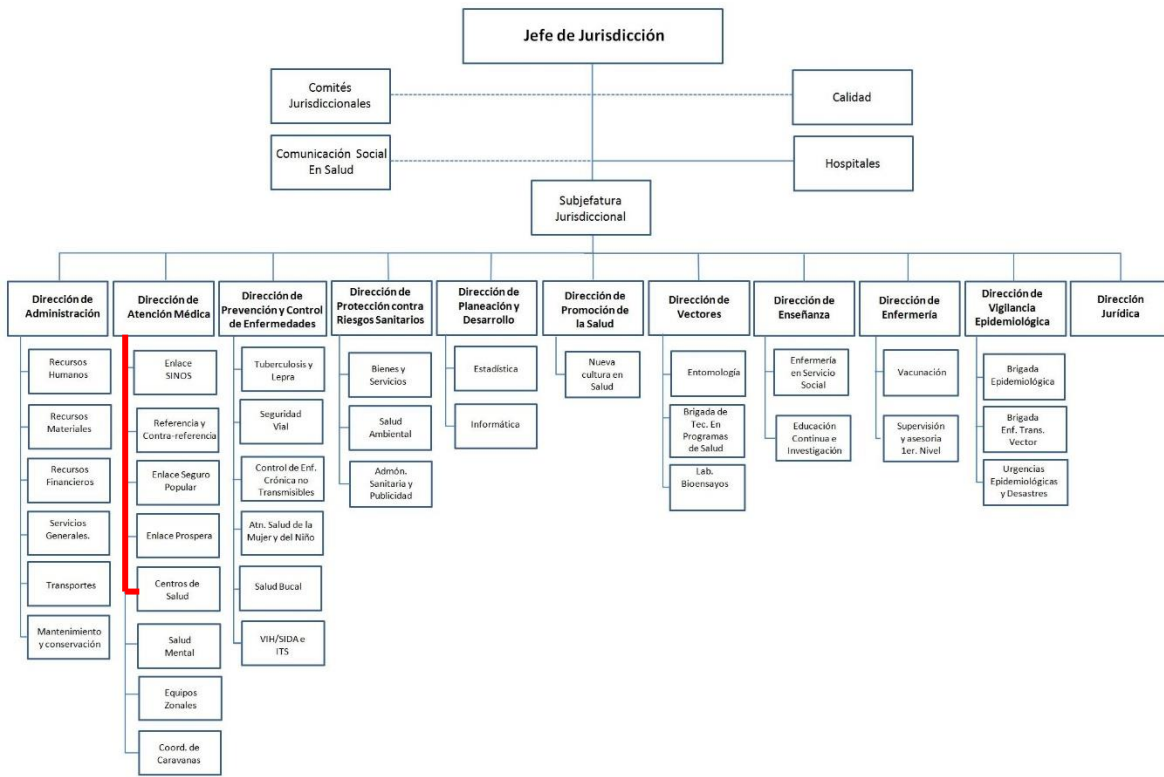 Jefe de Jurisdicción
Comités
Jurisdiccionales
Calidad
Comunicación Social
En Salud
Hospitales
Subjefatura
Jurisdiccional
Dirección de
Administración
Recursos
Humanos
Recursos
Materiales
Recursos
Financieros
Servicios
Generales.
Transportes
Mantenimiento
y conservación
Dirección de
Atención Médica
Enlace
SINOS
Referencia y
Contra-referencia
Enlace Seguro
Popular
Enlace Prospera
Centros de
Salud
Salud
Mental
Equipos
Zonales
Coord. de
Caravanas
Dirección de
Prevención y Control
de Enfermedades
Tuberculosis y
Lepra
Seguridad
Vial
Control de Enf.
Crónica no
Transmisibles
Atn. Salud de la
Mujer y del Niño
Salud Bucal
VIH/SIDA e
ITS
Dirección de
Protección contra
Riesgos Sanitarios
Bienes y
Servicios
Salud
Ambiental
Admón.
Sanitaria y
Publicidad
Dirección de
Planeación y
Desarrollo
Estadística
Informática
Dirección de
Promoción de
la Salud
Nueva
cultura en
Salud
Dirección de
Vectores
Entomología
Brigada de
Tec. En
Programas
de Salud
Lab.
Bioensayos
Dirección de
Enseñanza
Enfermería
en Servicio
Social
Educación
Continua e
Investigación
Dirección de
Enfermería
Vacunación
Supervisión
y asesoría
1er. Nivel
Dirección de
Vigilancia
Epidemiológica
Brigada
Epidemiológica
Brigada
Enf. Trans.
Vector
Urgencias
Epidemiológicas
y Desastres
Dirección
Jurídica